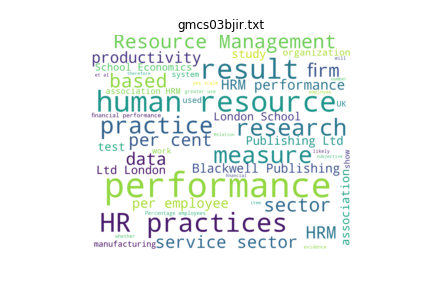 gmcs03bjir.txt
Resource Management
productivity
study
organization
School Economics
system
will
et al
therefore
result
firm
based
HRM performance
association HRM
greater use
human resource
used
UK
financial performance
London School
practice
research
per cent
Publishing Ltd
test
work
measure
likely
subjective
show
data
Blackwell Publishing
Ltd London
financial
performance
association
per employee
sector
Percentage employees
HR practices
HRM
whether
manufacturing
service sector
evidence